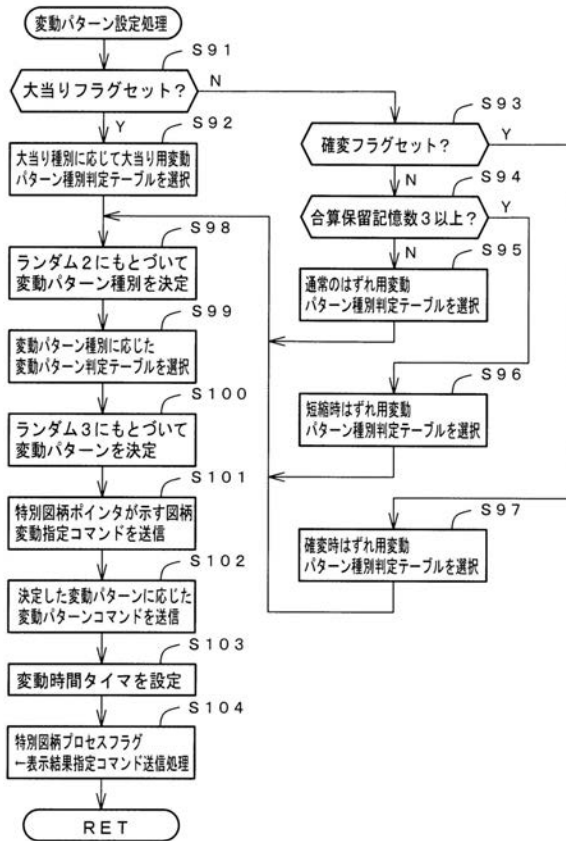 変動パターン設定処理
S91
大当りフラグセット？
N
Y
S92
大当り種別に応じて大当り用変動
パターン種別判定テーブルを選択
S93
確変フラグセット？
Y
N
S94
合算保留記憶数3以上？
Y
N
S95
通常のはずれ用変動
パターン種別判定テーブルを選択
S96
短縮時はずれ用変動
パターン種別判定テーブルを選択
S97
確変時はずれ用変動
パターン種別判定テーブルを選択
S98
ランダム2にもとづいて
変動パターン種別を決定
S99
変動パターン種別に応じた
変動パターン判定テーブルを選択
S100
ランダム3にもとづいて
変動パターンを決定
S101
特別図柄ポインタが示す図柄
変動指定コマンドを送信
S102
決定した変動パターンに応じた
変動パターンコマンドを送信
S103
変動時間タイマを設定
S104
特別図柄プロセスフラグ
←表示結果指定コマンド送信処理
RET